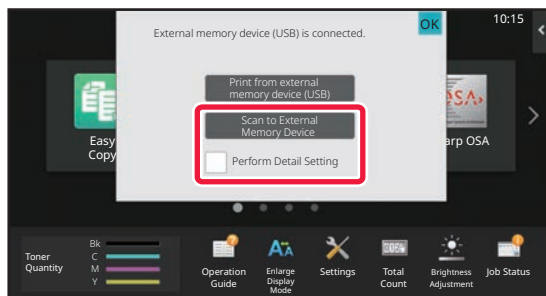 External memory device (USB) is connected.
OK
10:15
Print from external
memory device (USB)
Scan to External
Memory Device
Perform Detail Setting
Easy
Copy
arp OSA
Toner
Quantity
Bk
C
M
Y
Operation
Guide
Enlarge
Display
Mode
Settings
Total
Count
Brightness
Adjustment
Job Status